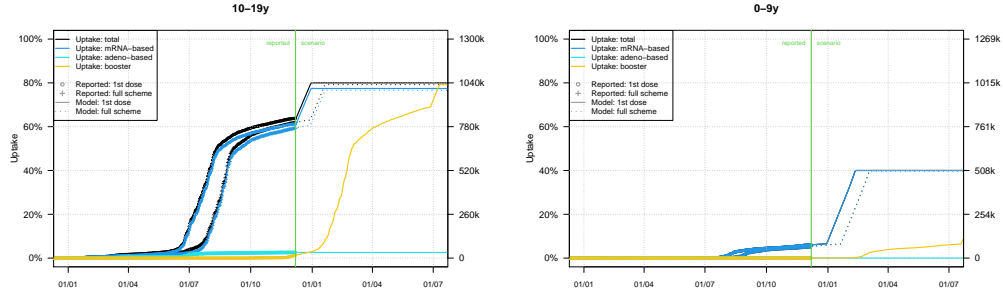 10−19y
100%
80%
60%
40%
20%
0%
Uptake
1300k
1040k
780k
520k
260k
0k
01/01
01/04
01/07
01/10
01/01
01/04
01/07
Uptake: total
Uptake: mRNA−based
Uptake: adeno−based
Uptake: booster
Reported: 1st dose
Reported: full scheme
Model: 1st dose
Model: full scheme
reported
scenario
0−9y
100%
80%
60%
40%
20%
0%
Uptake
1269k
1015k
761k
508k
254k
0k
01/01
01/04
01/07
01/10
01/01
01/04
01/07
Uptake: total
Uptake: mRNA−based
Uptake: adeno−based
Uptake: booster
Reported: 1st dose
Reported: full scheme
Model: 1st dose
Model: full scheme
reported
scenario